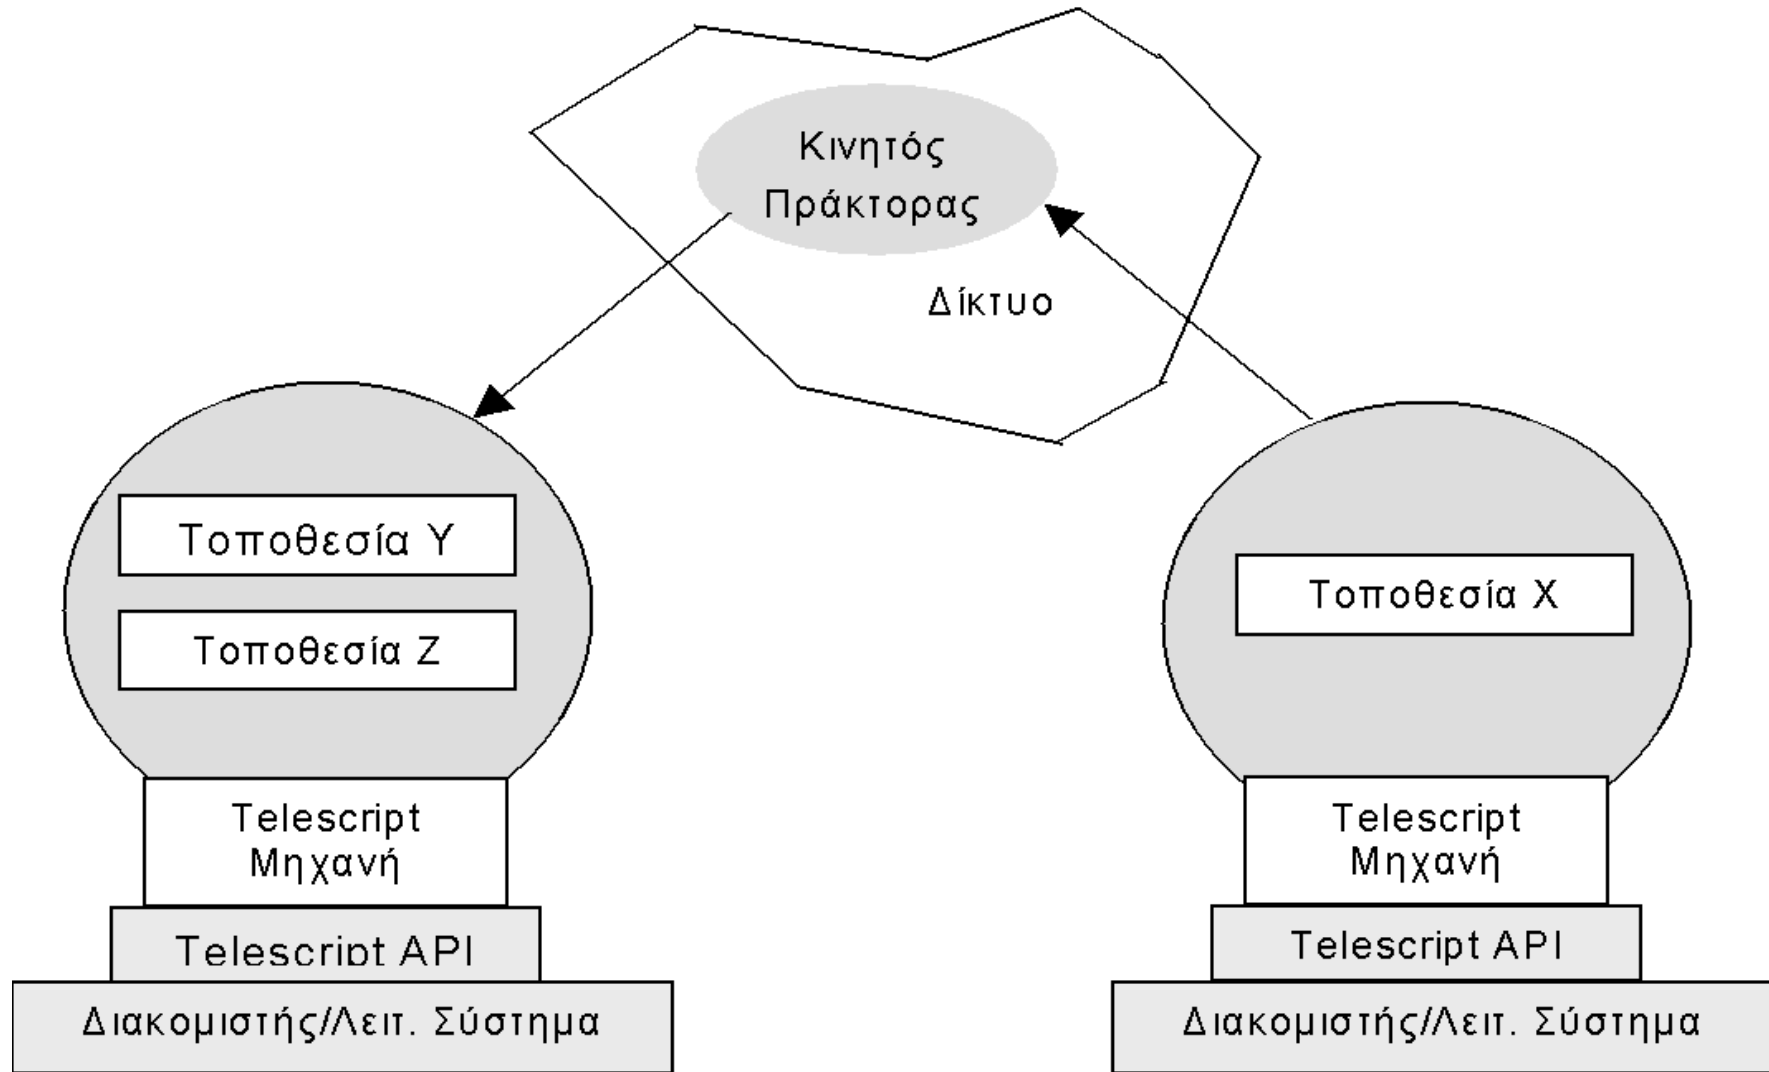 Κινητός
Πράκτορας
Δίκτυο
Τοποθεσία Υ
Τοποθεσία Ζ
Telescript
Μηχανή
Telescript API
Διακομιστής/Λειτ. Σύστημα
Τοποθεσία Χ
Telescript
Μηχανή
Telescript API
Διακομιστής/Λειτ. Σύστημα